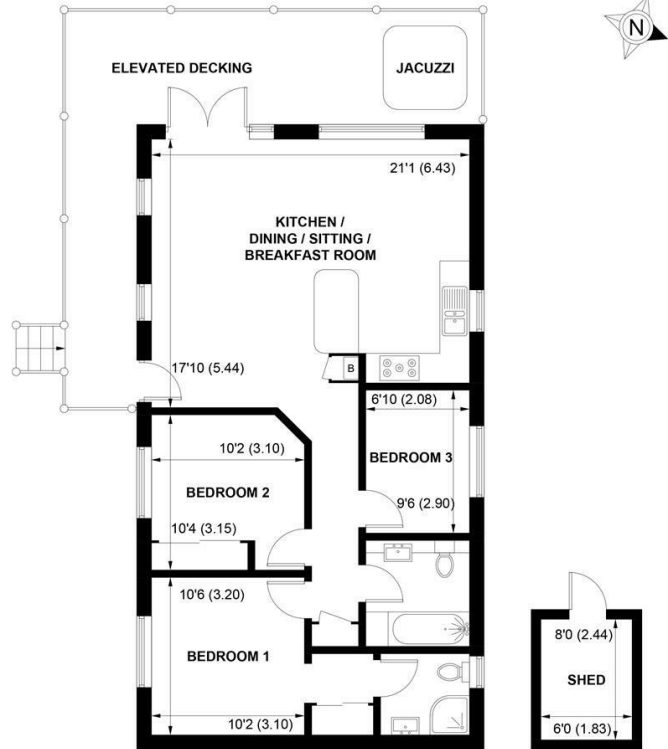 N
ELEVATED DECKING
JACUZZI
21'1 (6.43)
KITCHEN /
DINING / SITTING /
BREAKFAST ROOM
17'10 (5.44)
B
6'10 (2.08)
10'2 (3.10)
BEDROOM 3
BEDROOM 2
9'6 (2.90)
10'4 (3.15)
10'6 (3.20)
BEDROOM 1
10'2 (3.10)
8'0 (2.44)
SHED
6'0 (1.83)